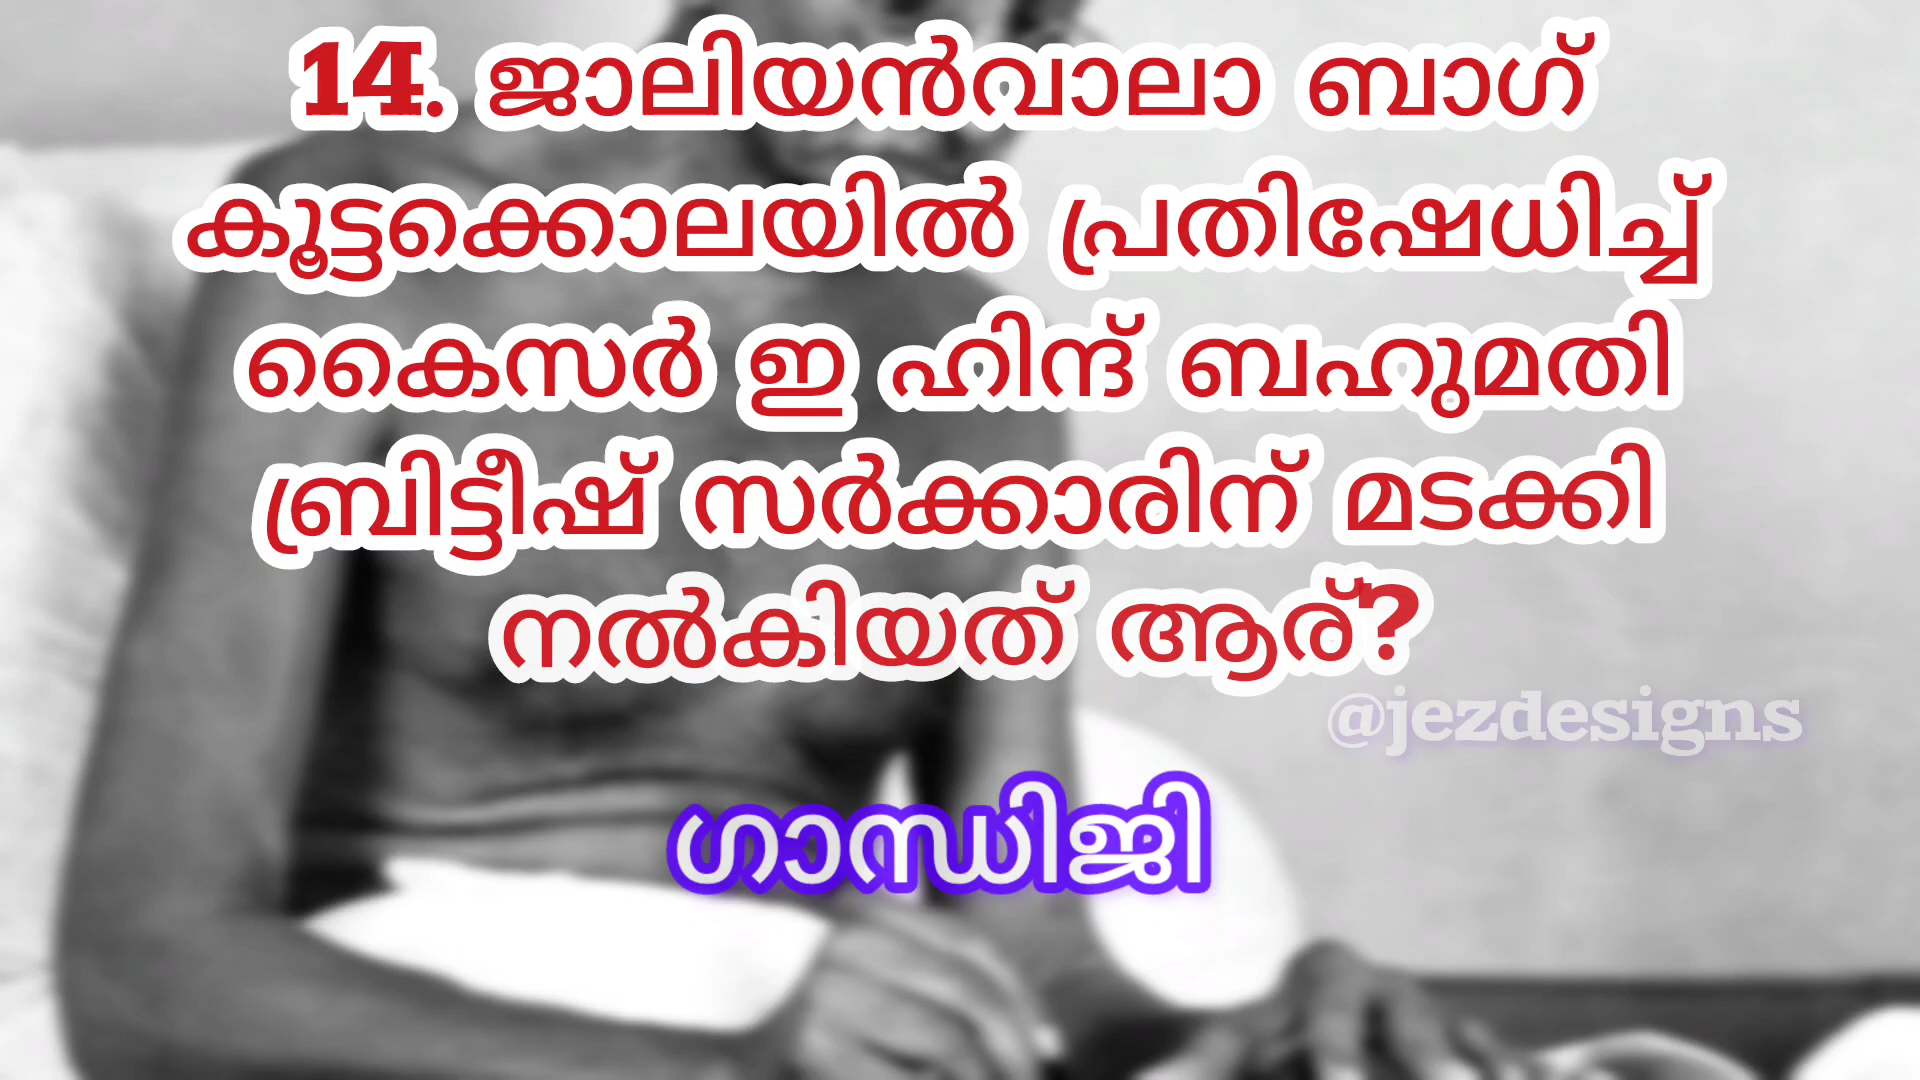 14. ജാലിയൻവാലാ ബാഗ്
കൂട്ടക്കൊലയിൽ പ്രതിഷേധിച്ച്
കൈസർ ഇ ഹിന്ദ് ബഹുമതി
ബ്രിട്ടീഷ് സർക്കാരിന് മടക്കി
നൽകിയത് ആര്?
@jezdesigns
ഗാന്ധിജി